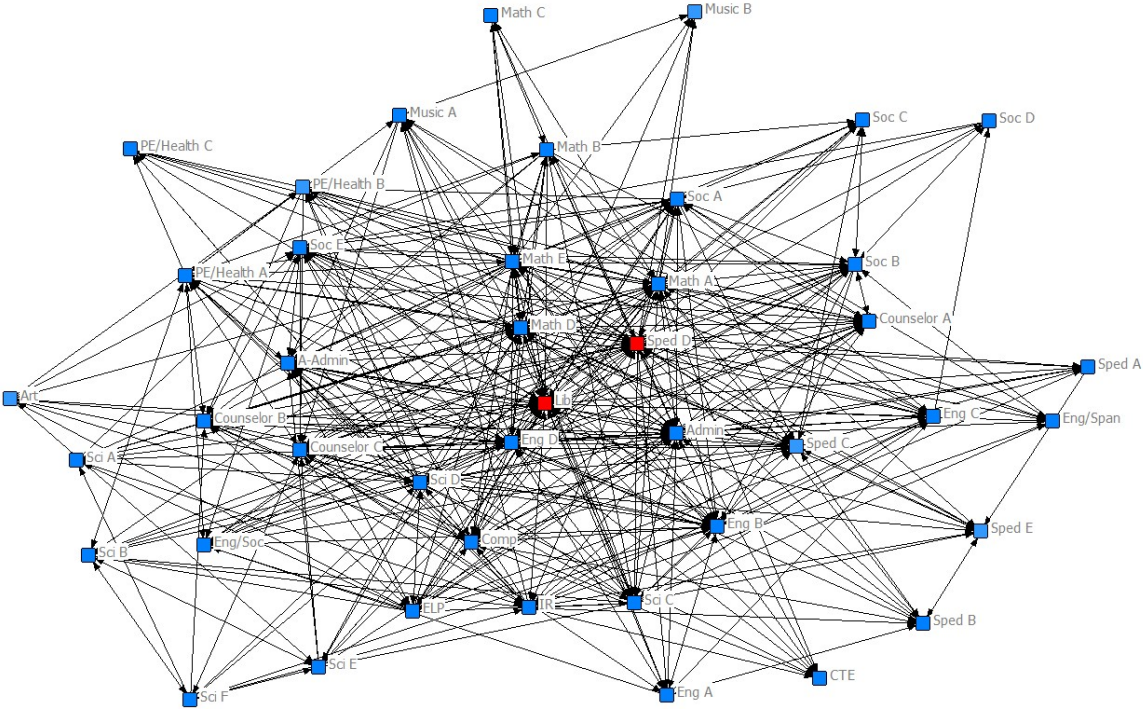 Math C
Music B
Music A
Soc C
Soc D
PE/Health C
Math B
PE/Health B
Soc A
Soc E
Math E
Soc B
PE/Health A
Math A
Counselor A
Math D
Sped D
A-Admin
Sped A
Art
Lib
Counselor B
Eng C
Eng/Span
Admin
Eng D
Counselor C
Sped C
Sci A
Sci D
Eng B
Sped E
Comp
Eng/Soc
Sci B
ELP
IR
Sci C
Sped B
Sci E
CTE
Sci F
Eng A